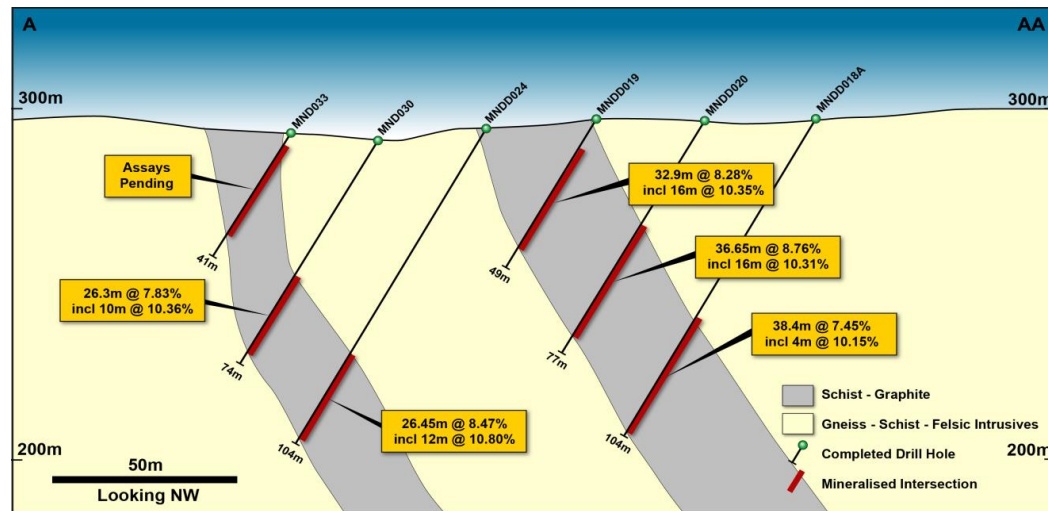 A
AA
MND033
MND030
MNDD024
MNDD019
MNDD020
MNDD018A
300m
300m
Assays
Pending
32.9m @ 8.28%
incl 16m @ 10.35%
41m
49m
36.65m @ 8.76%
incl 16m @ 10.31%
26.3m @ 7.83%
incl 10m @ 10.36%
38.4m @ 7.45%
incl 4m @ 10.15%
74m
77m
Schist - Graphite
26.45m @ 8.47%
incl 12m @ 10.80%
Gneiss - Schist - Felsic Intrusives
104m
104m
200m
Completed Drill Hole
200m
50m
Looking NW
Mineralised Intersection